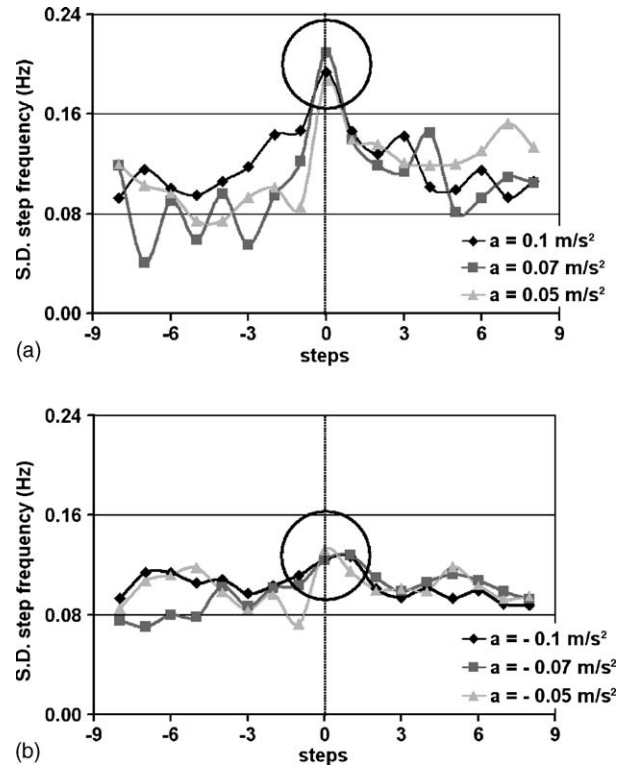 0.24
0.16
0.08
0.00
S.D. step frequency (Hz)
a = 0.1 m/s²
a = 0.07 m/s²
a = 0.05 m/s²
-9 -6 -3 0 3 6 9
steps
(a)
0.24
0.16
0.08
0.00
S.D. step frequency (Hz)
a = - 0.1 m/s²
a = - 0.07 m/s²
a = - 0.05 m/s²
-9 -6 -3 0 3 6 9
steps
(b)